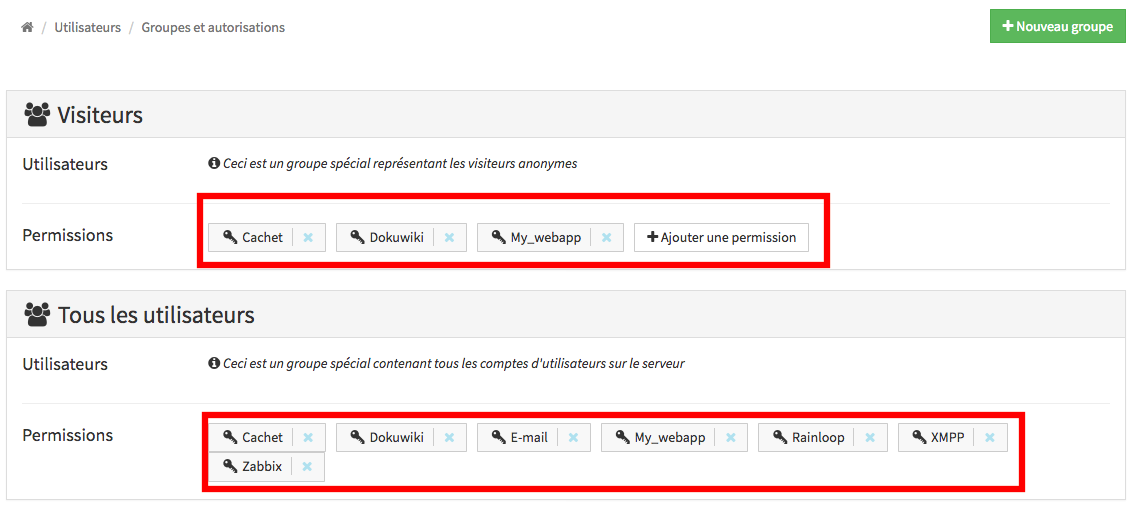 / Utilisateurs / Groupes et autorisations
Nouveau groupe
Visiteurs
Utilisateurs
Ceci est un groupe spécial représentant les visiteurs anonymes
Permissions
Cachet Dokuwiki My_webapp Ajouter une permission
Tous les utilisateurs
Utilisateurs
Ceci est un groupe spécial contenant tous les comptes d'utilisateurs sur le serveur
Permissions
Cachet Dokuwiki E-mail My_webapp Rainloop XMPP
Zabbix